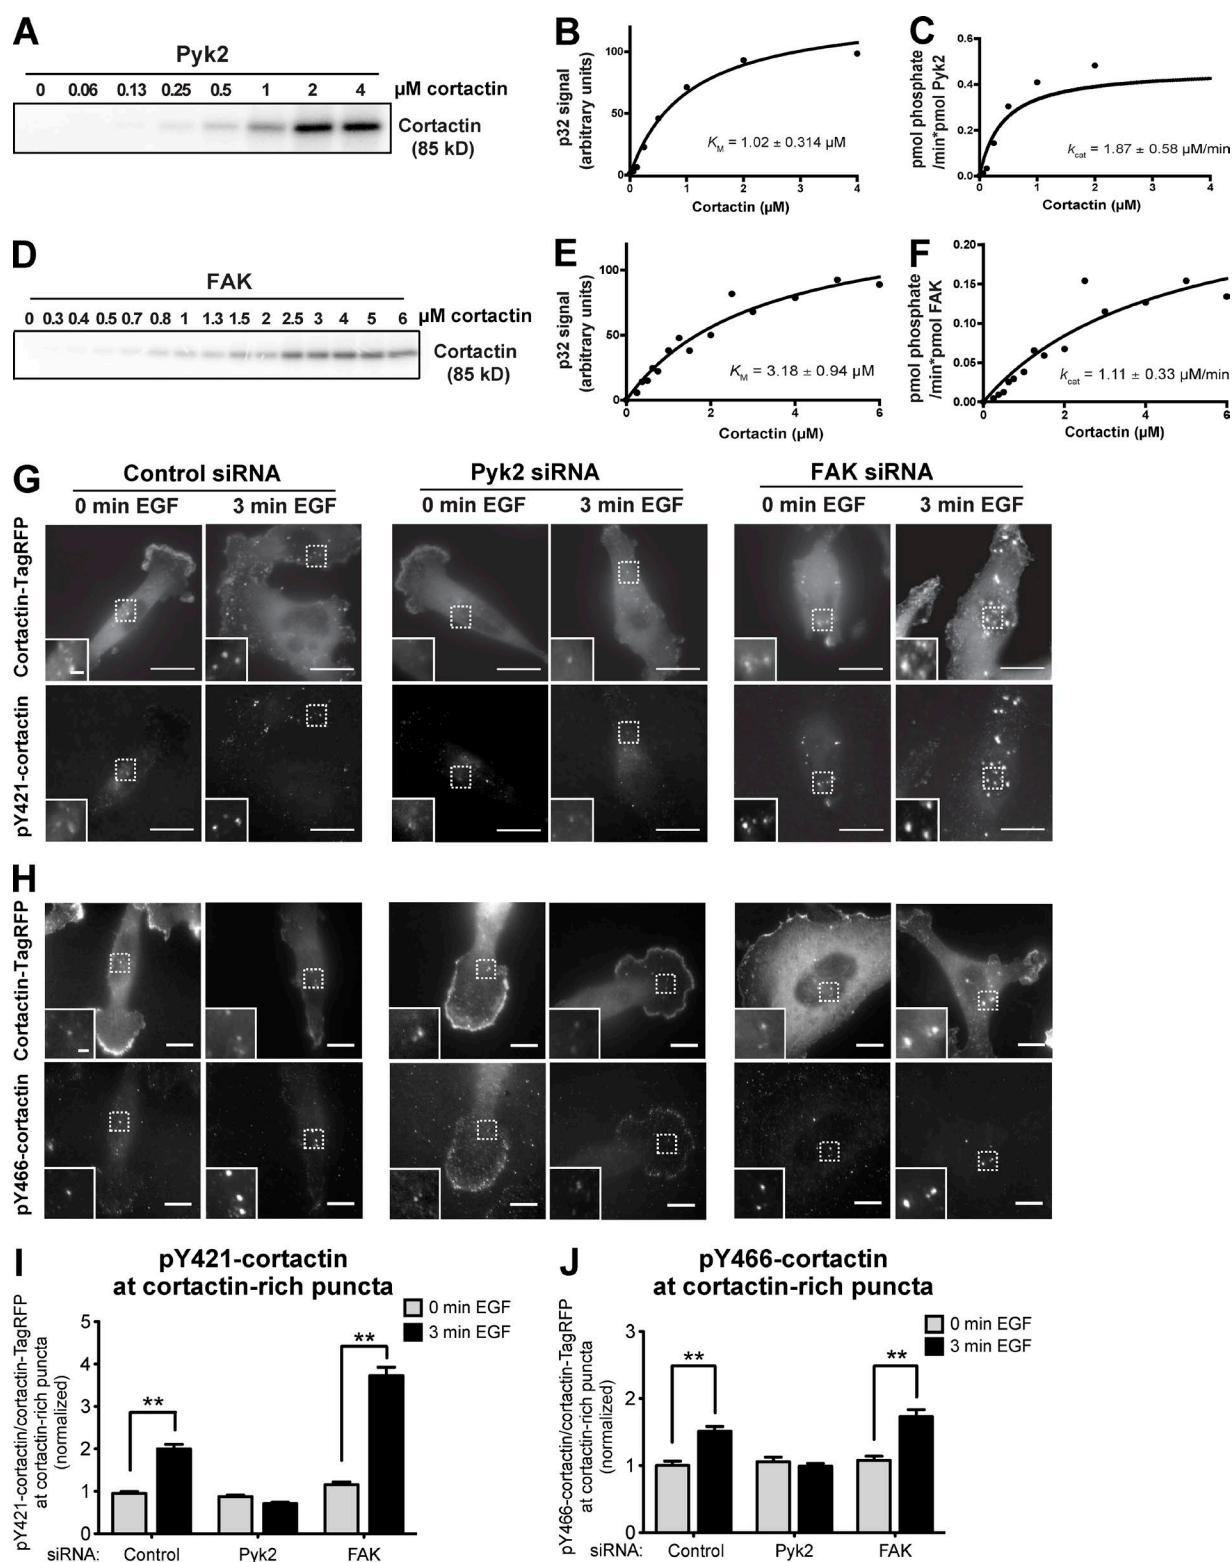 A
Pyk2
0 0.06 0.13 0.25 0.5 1 2 4 µM cortactin
Cortactin
(85 kD)
B
p32 signal
(arbitrary units)
100
50
0
0 1 2 3 4
K_M = 1.02 ± 0.314 µM
Cortactin (µM)
C
pmol phosphate
/min*pmol Pyk2
0.6
0.4
0.2
0.0
0 1 2 3 4
k_cat = 1.87 ± 0.58 µM/min
Cortactin (µM)
D
FAK
0 0.3 0.4 0.5 0.7 0.8 1 1.3 1.5 2 2.5 3 4 5 6 µM cortactin
Cortactin
(85 kD)
E
p32 signal
(arbitrary units)
100
50
0
0 2 4 6
K_M = 3.18 ± 0.94 µM
Cortactin (µM)
F
pmol phosphate
/min*pmol FAK
0.20
0.15
0.10
0.05
0.00
0 2 4 6
k_cat = 1.11 ± 0.33 µM/min
Cortactin (µM)
G
Control siRNA Pyk2 siRNA FAK siRNA
0 min EGF 3 min EGF 0 min EGF 3 min EGF 0 min EGF 3 min EGF
Cortactin-TagRFP
pY421-cortactin
H
Cortactin-TagRFP
pY466-cortactin
I
pY421-cortactin
at cortactin-rich puncta
pY421-cortactin/cortactin-TagRFP
at cortactin-rich puncta
(normalized)
5
4
3
2
1
0
0 min EGF
3 min EGF
** **
siRNA: Control Pyk2 FAK
J
pY466-cortactin
at cortactin-rich puncta
pY466-cortactin/cortactin-TagRFP
at cortactin-rich puncta
(normalized)
3
2
1
0
0 min EGF
3 min EGF
** **
siRNA: Control Pyk2 FAK